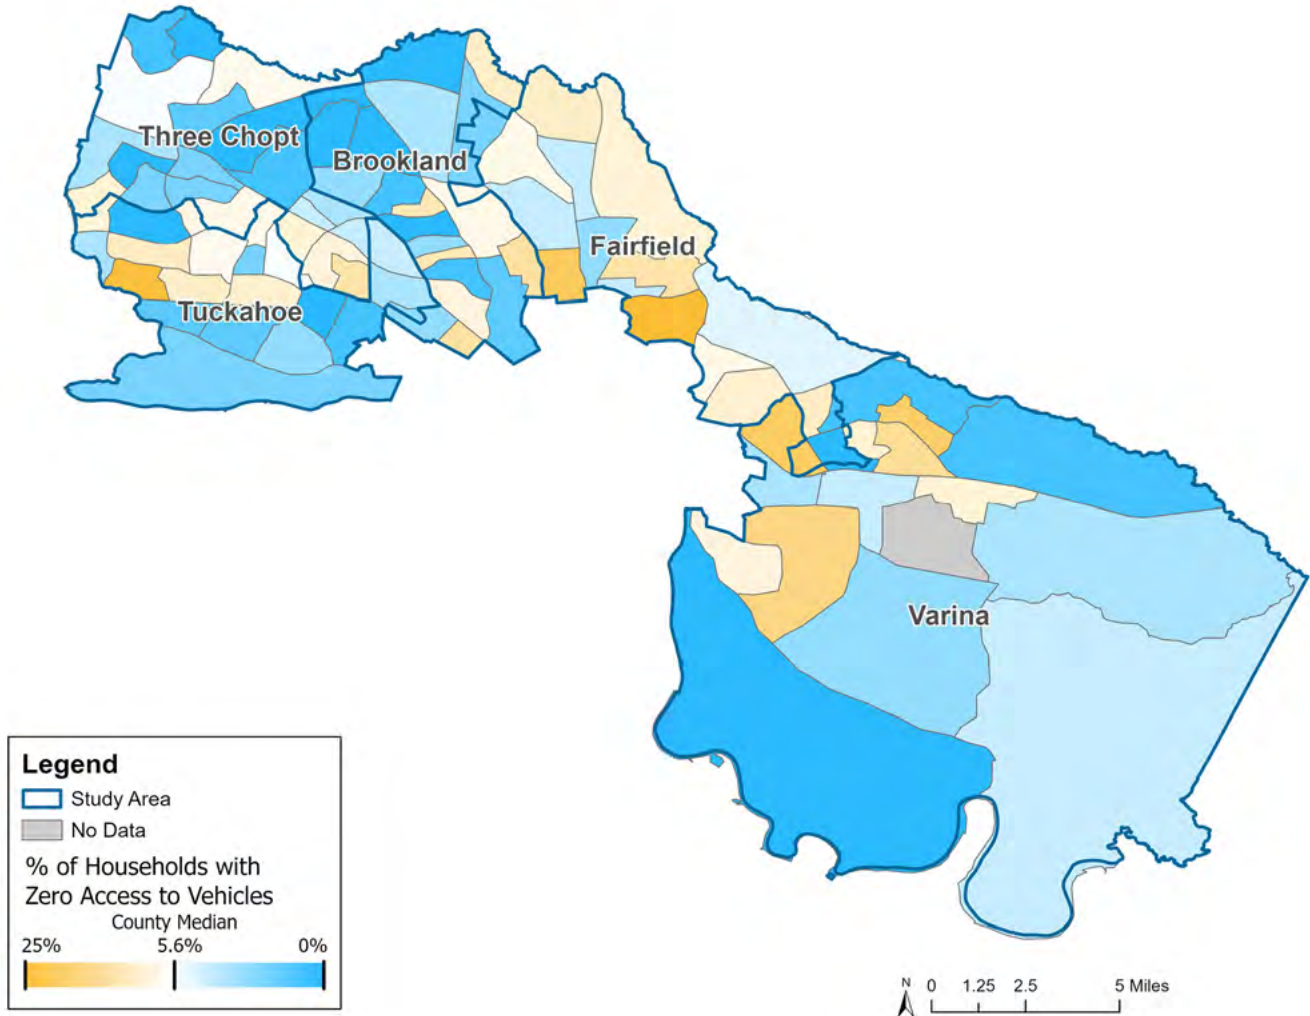 Three Chopt
Brookland
Fairfield
Tuckahoe
Varina
Legend
Study Area
No Data
% of Households with
Zero Access to Vehicles
County Median
25% 5.6% 0%
N 0 1.25 2.5 5 Miles